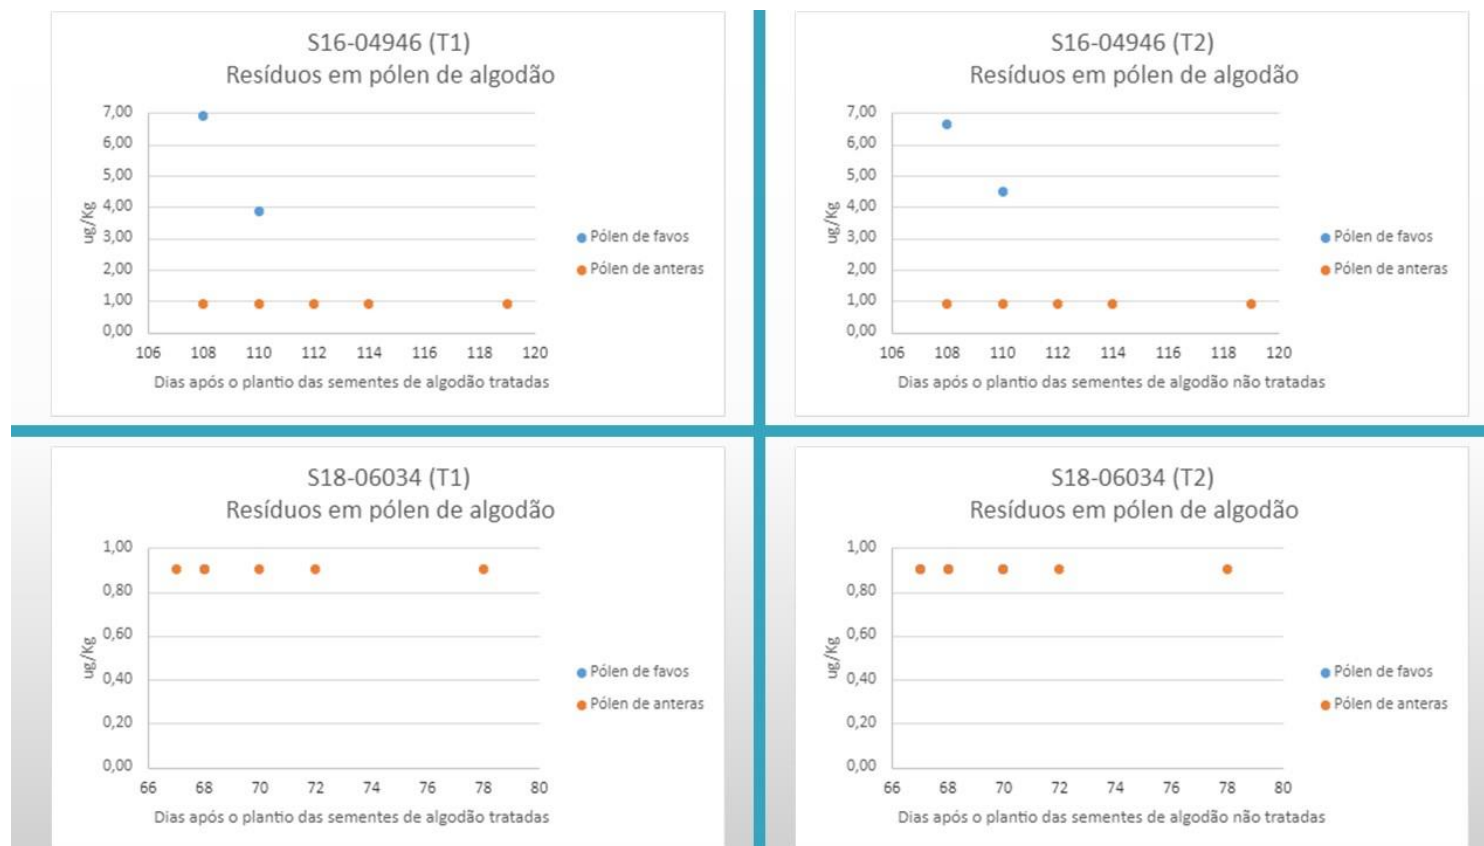 S16-04946 (T1)
Resíduos em pólen de algodão
7,00
6,00
5,00
4,00
3,00
2,00
1,00
0,00
ug/Kg
106 108 110 112 114 116 118 120
Dias após o plantio das sementes de algodão tratadas
Pólen de favos
Pólen de anteras
S16-04946 (T2)
Resíduos em pólen de algodão
7,00
6,00
5,00
4,00
3,00
2,00
1,00
0,00
ug/Kg
106 108 110 112 114 116 118 120
Dias após o plantio das sementes de algodão não tratadas
Pólen de favos
Pólen de anteras
S18-06034 (T1)
Resíduos em pólen de algodão
1,00
0,80
0,60
0,40
0,20
0,00
ug/Kg
66 68 70 72 74 76 78 80
Dias após o plantio das sementes de algodão tratadas
Pólen de favos
Pólen de anteras
S18-06034 (T2)
Resíduos em pólen de algodão
1,00
0,80
0,60
0,40
0,20
0,00
ug/Kg
66 68 70 72 74 76 78 80
Dias após o plantio das sementes de algodão não tratadas
Pólen de favos
Pólen de anteras